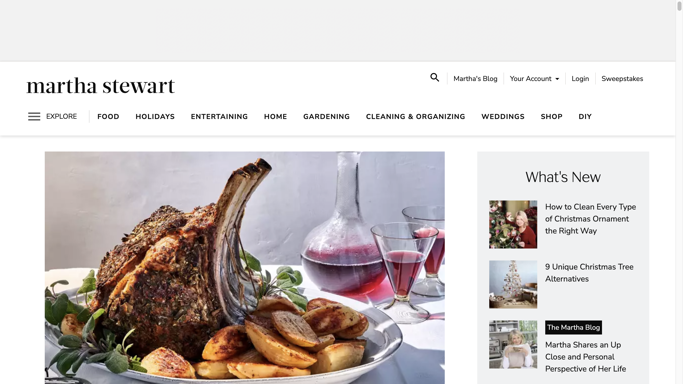 martha stewart
Martha's Blog
Your Account
Login
Sweepstakes
EXPLORE
FOOD
HOLIDAYS
ENTERTAINING
HOME
GARDENING
CLEANING & ORGANIZING
WEDDINGS
SHOP
DIY
What's New
How to Clean Every Type
of Christmas Ornament
the Right Way
9 Unique Christmas Tree
Alternatives
The Martha Blog
Martha Shares an Up
Close and Personal
Perspective of Her Life